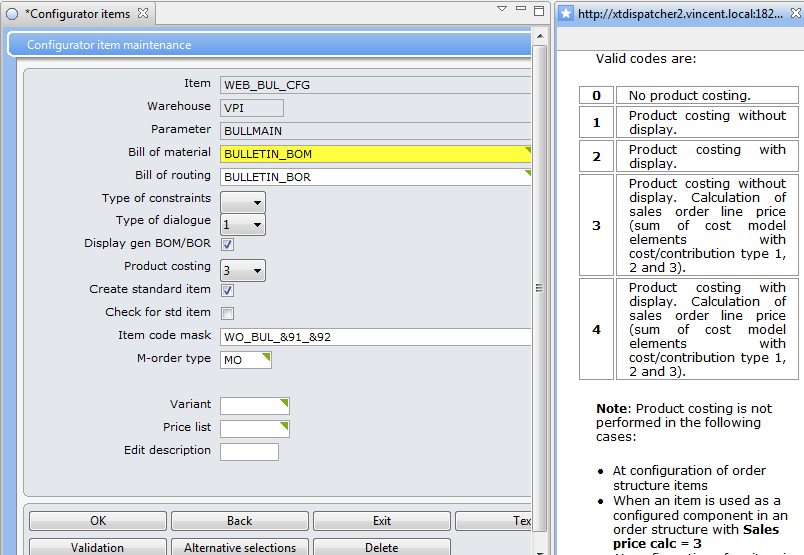 *Configurator items
Configurator item maintenance
Item WEB_BUL_CFG
Warehouse VPI
Parameter BULLMAIN
Bill of material BULLETIN_BOM
Bill of routing BULLETIN_BOR
Type of constraints
Type of dialogue 1
Display gen BOM/BOR
Product costing 3
Create standard item
Check for std item
Item code mask WO_BUL_&91_&92
M-order type MO
Variant
Price list
Edit description
OK Back Exit Tex
Validation Alternative selections Delete
http://xtdispatcher2.vincent.local:182...
Valid codes are:
0 No product costing.
1 Product costing without
display.
2 Product costing with
display.
3 Product costing without
display. Calculation of
sales order line price
(sum of cost model
elements with
cost/contribution type 1,
2 and 3).
4 Product costing with
display. Calculation of
sales order line price
(sum of cost model
elements with
cost/contribution type 1,
2 and 3).
Note: Product costing is not
performed in the following
cases:
• At configuration of order
structure items
• When an item is used as a
configured component in an
order structure with Sales
price calc = 3